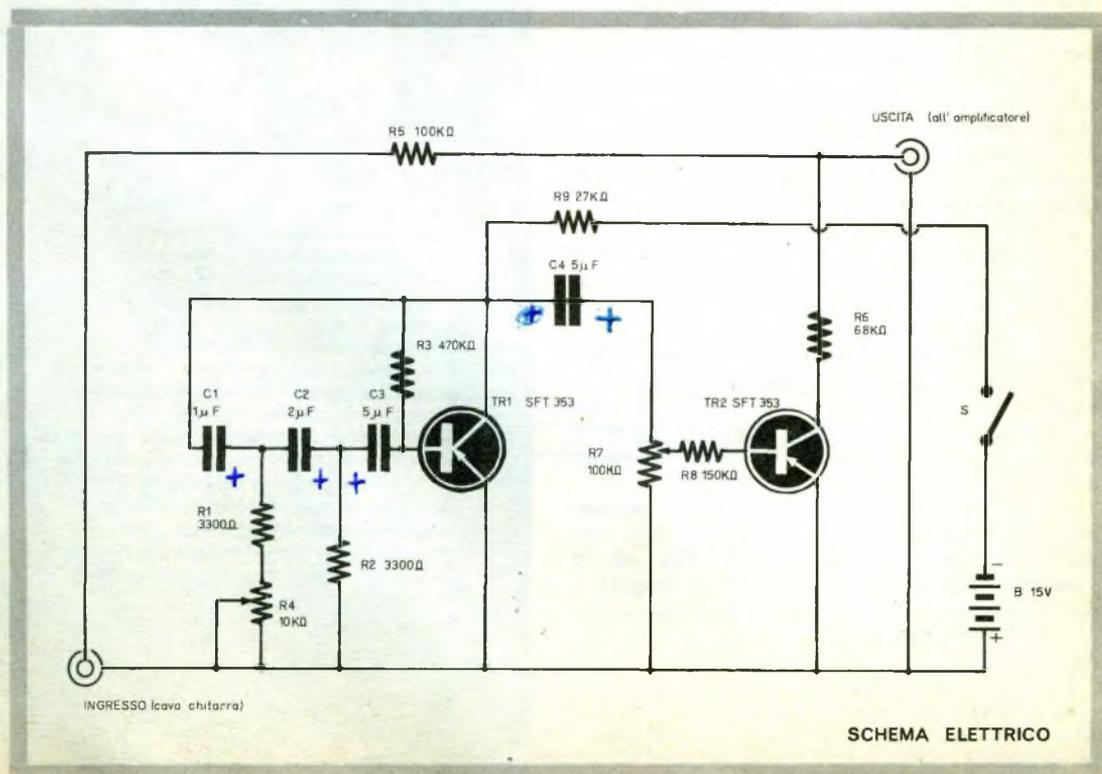 USCITA (all' amplificatore)
R5 100KΩ
R9 27KΩ
C4 5µF
+ +
R6
68KΩ
R3 470KΩ
C1
1µF
C2
2µF
C3
5µF
TR1 SFT 353
TR2 SFT 353
S
R7
100KΩ
R8 150KΩ
+ + +
R1
3300Ω
R2 3300Ω
R4
10KΩ
-
B 15V
+
INGRESSO (cavo chitarra)
SCHEMA ELETTRICO